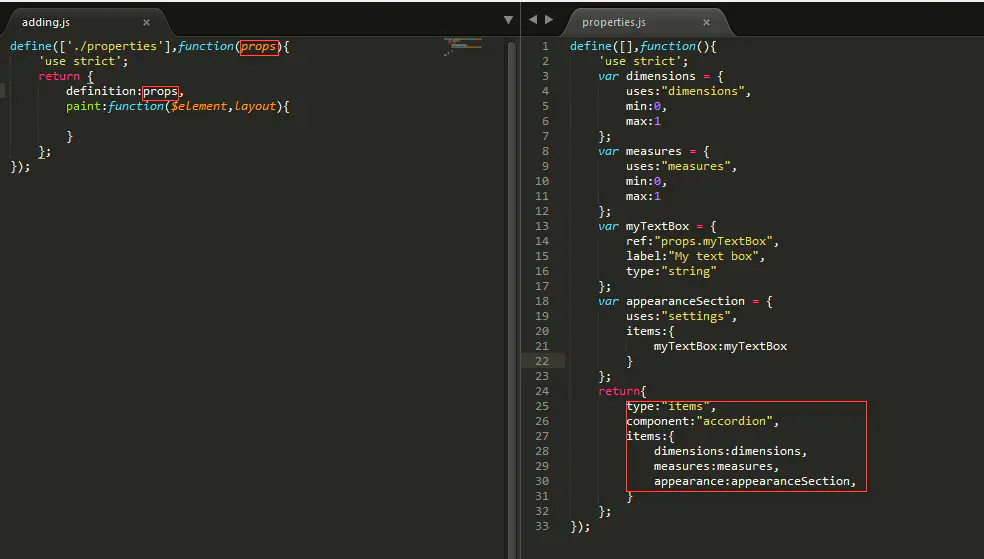 adding.js ×
define(['./properties'],function(props){
'use strict';
return {
definition:props,
paint:function($element,layout){
}
};
});
properties.js ×
1 define([],function(){
2 'use strict';
3 var dimensions = {
4 uses:"dimensions",
5 min:0,
6 max:1
7 };
8 var measures = {
9 uses:"measures",
10 min:0,
11 max:1
12 };
13 var myTextBox = {
14 ref:"props.myTextBox",
15 label:"My text box",
16 type:"string"
17 };
18 var appearanceSection = {
19 uses:"settings",
20 items:{
21 myTextBox:myTextBox
22 }
23 };
24 return{
25 type:"items",
26 component:"accordion",
27 items:{
28 dimensions:dimensions,
29 measures:measures,
30 appearance:appearanceSection,
31 }
32 };
33 });